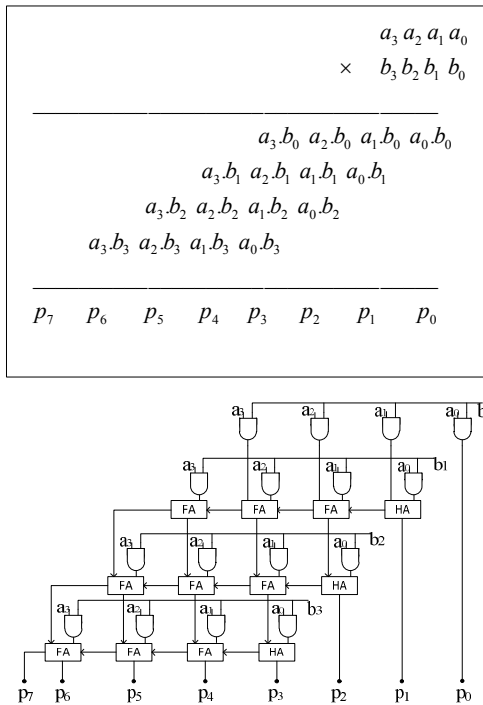 a₃ a₂ a₁ a₀
× b₃ b₂ b₁ b₀
a₃.b₀ a₂.b₀ a₁.b₀ a₀.b₀
a₃.b₁ a₂.b₁ a₁.b₁ a₀.b₁
a₃.b₂ a₂.b₂ a₁.b₂ a₀.b₂
a₃.b₃ a₂.b₃ a₁.b₃ a₀.b₃
p₇ p₆ p₅ p₄ p₃ p₂ p₁ p₀
a₃ a₂ a₁ a₀ b
a₃ a₂ a₁ a₀ b1
FA FA FA HA
a₃ a₂ a₁ a₀ b2
FA FA FA HA
a₃ a₂ a₁ a₀ b3
FA FA FA HA
p₇ p₆ p₅ p₄ p₃ p₂ p₁ p₀